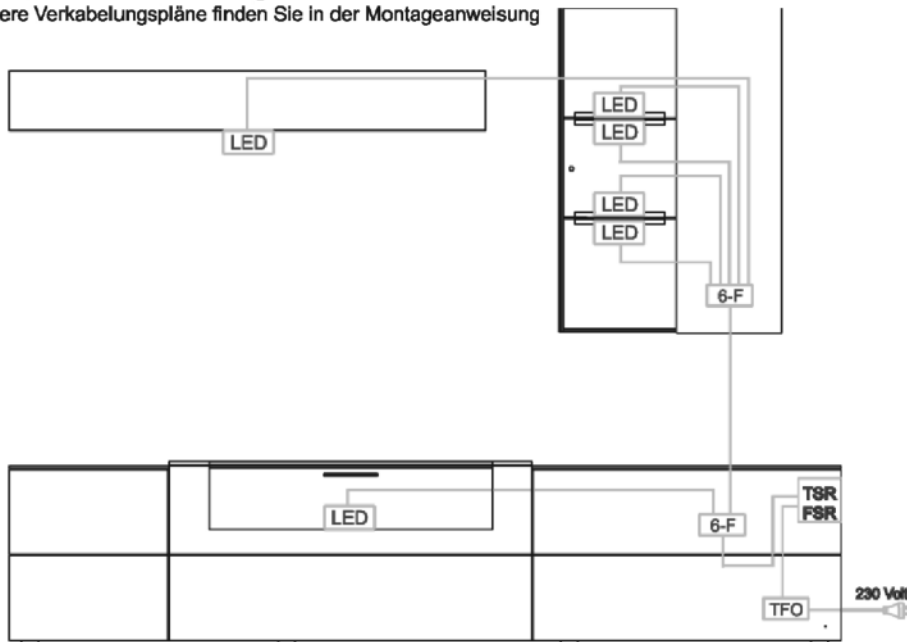 ere Verkabelungspläne finden Sie in der Montageanweisung
LED
LED
LED
LED
LED
6-F
LED
6-F
TSR
FSR
TFO
230 Volt